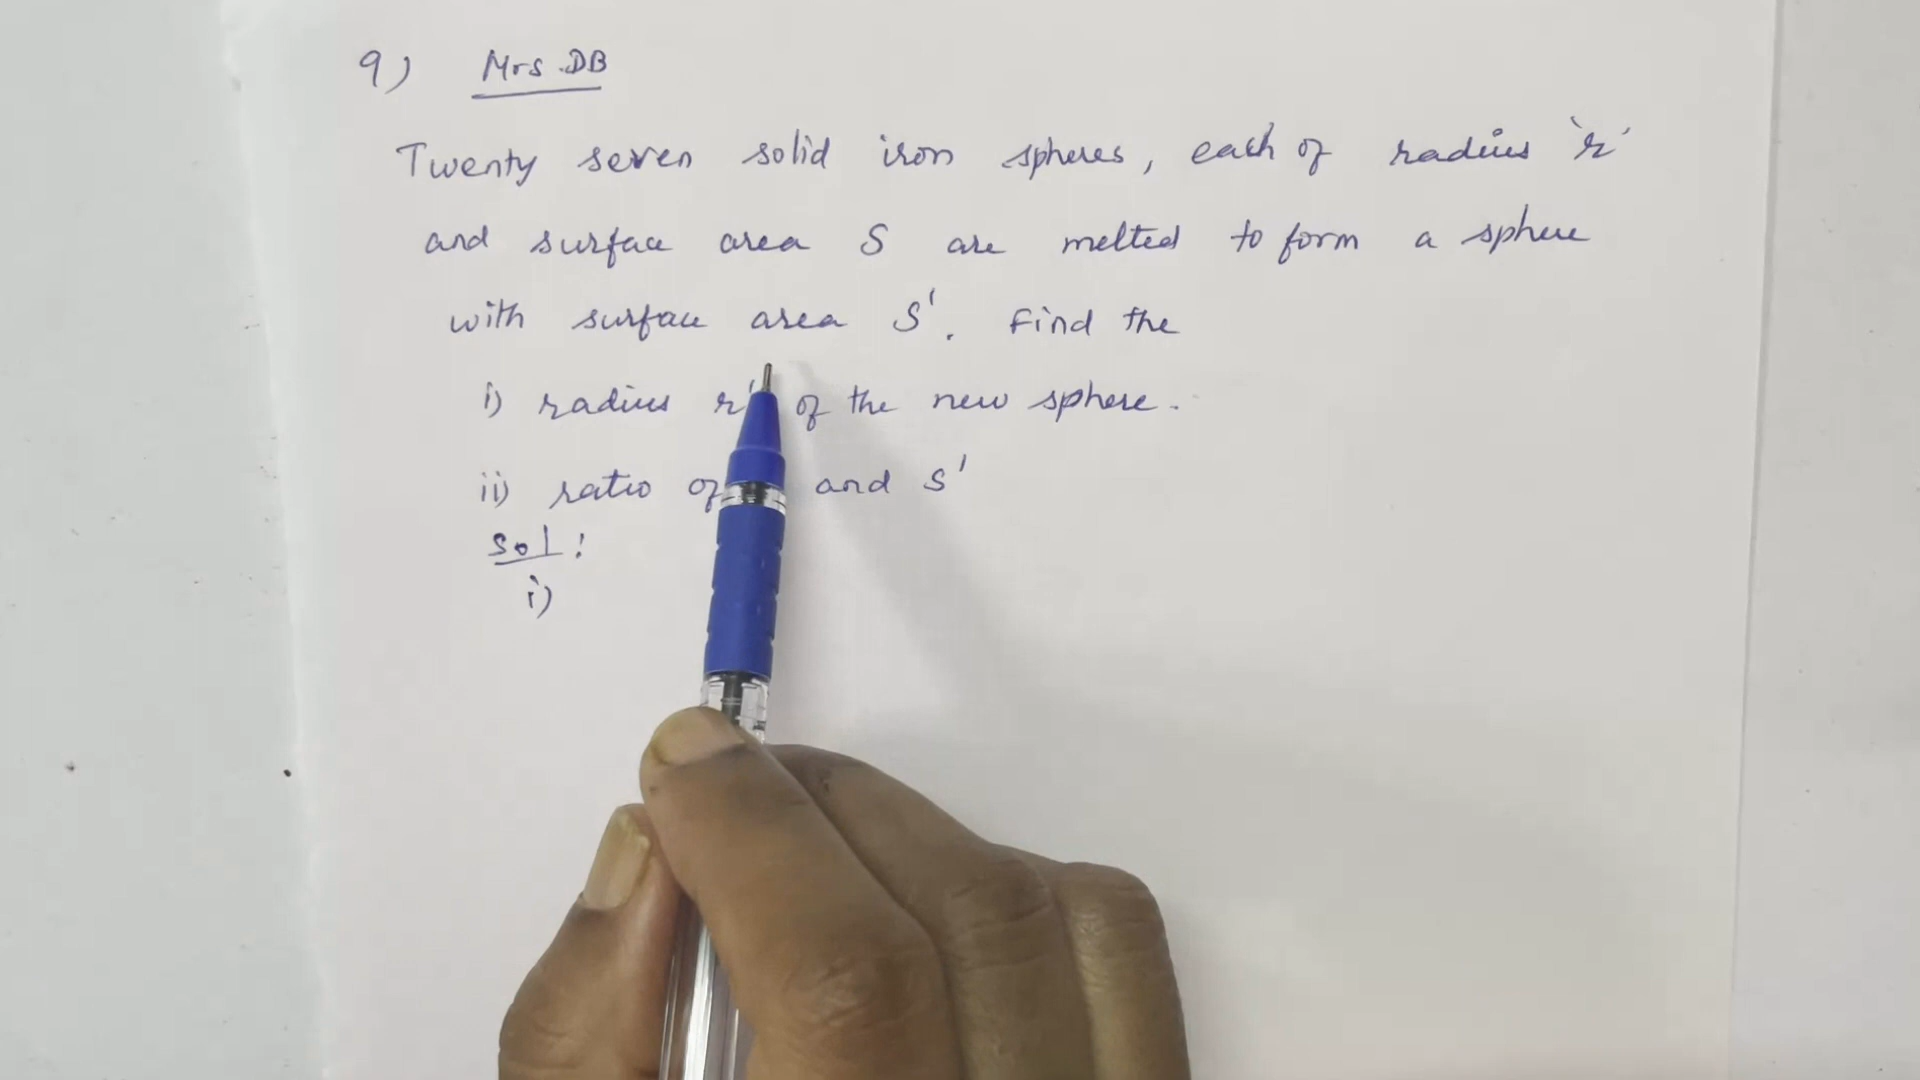 9) Mrs.DB
Twenty seven solid iron spheres, each of radius 'r'
and surface area S are melted to form a sphere
with surface area S'. Find the
i) radius r' of the new sphere.
ii) ratio of and S'
Sol:
i)